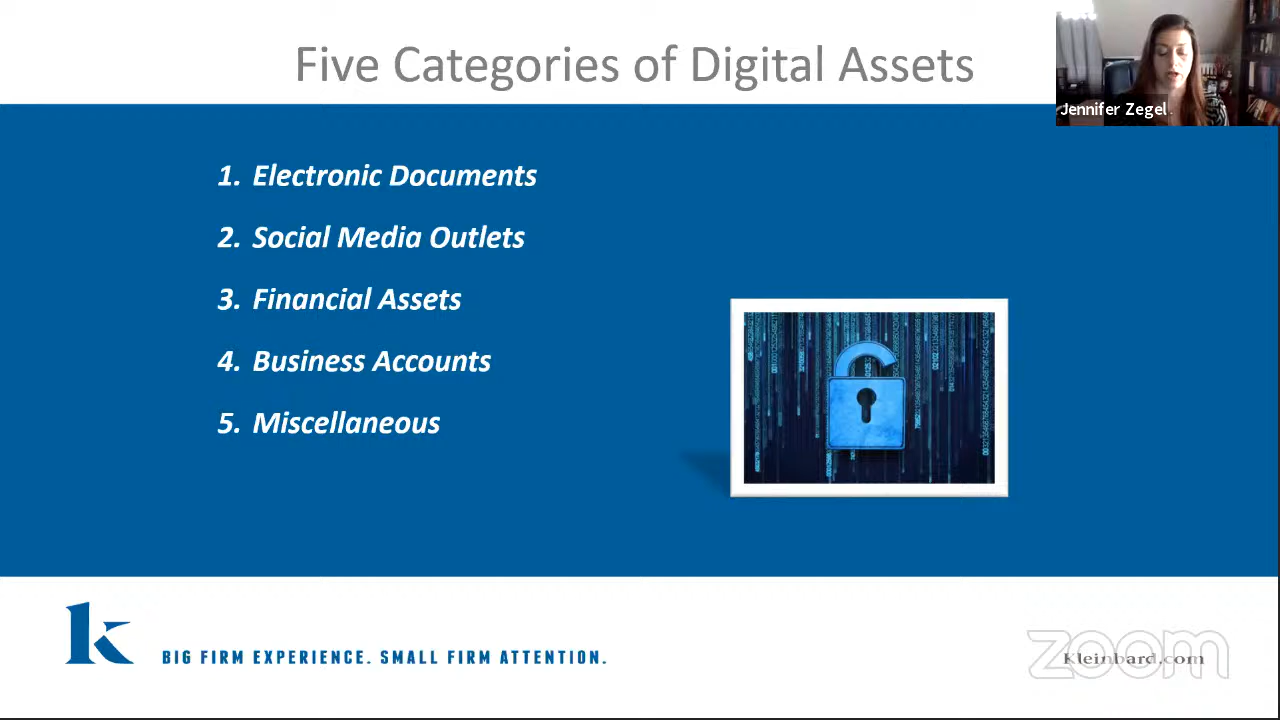 Five Categories of Digital Assets
Jennifer Zegel
1. Electronic Documents
2. Social Media Outlets
3. Financial Assets
4. Business Accounts
5. Miscellaneous
k
BIG FIRM EXPERIENCE. SMALL FIRM ATTENTION.
zoom
Kleinbard.com